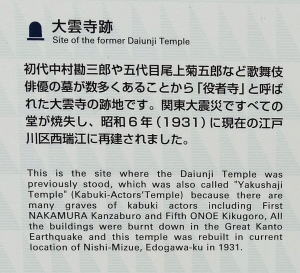 大雲寺跡
Site of the former Daiunji Temple
初代中村勘三郎や五代目尾上菊五郎など歌舞伎
俳優の墓が数多くあることから「役者寺」と呼ば
れた大雲寺の跡地です。関東大震災ですべての
堂が焼失し、昭和6年（1931）に現在の江戸
川区西瑞江に再建されました。
This is the site where the Daiunji Temple was
previously stood, which was also called "Yakushaji
Temple" (Kabuki-Actors'Temple) because there are
many graves of kabuki actors including First
NAKAMURA Kanzaburo and Fifth ONOE Kikugoro, All
the buildings were burnt down in the Great Kanto
Earthquake and this temple was rebuilt in current
location of Nishi-Mizue, Edogawa-ku in 1931.